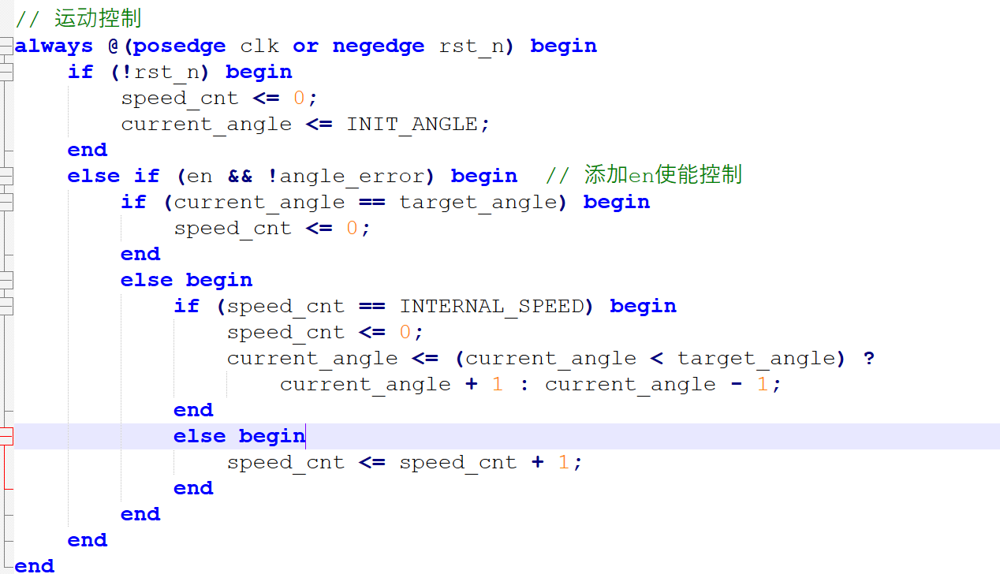 // 运动控制
always @(posedge clk or negedge rst_n) begin
    if (!rst_n) begin
        speed_cnt <= 0;
        current_angle <= INIT_ANGLE;
    end
    else if (en && !angle_error) begin  // 添加en使能控制
        if (current_angle == target_angle) begin
            speed_cnt <= 0;
        end
        else begin
            if (speed_cnt == INTERNAL_SPEED) begin
                speed_cnt <= 0;
                current_angle <= (current_angle < target_angle) ?
                    current_angle + 1 : current_angle - 1;
            end
            else begin
                speed_cnt <= speed_cnt + 1;
            end
        end
    end
end